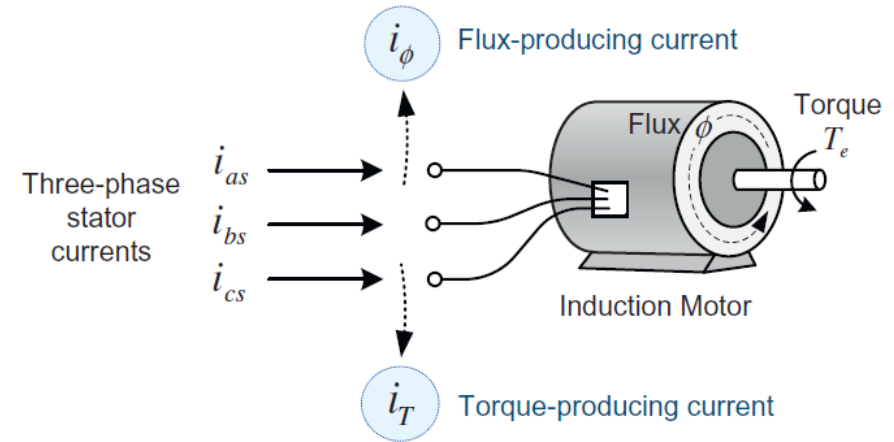 iϕ
Flux-producing current
Flux ϕ
Torque
Te
Three-phase
stator
currents
ias
ibs
ics
Induction Motor
iT
Torque-producing current